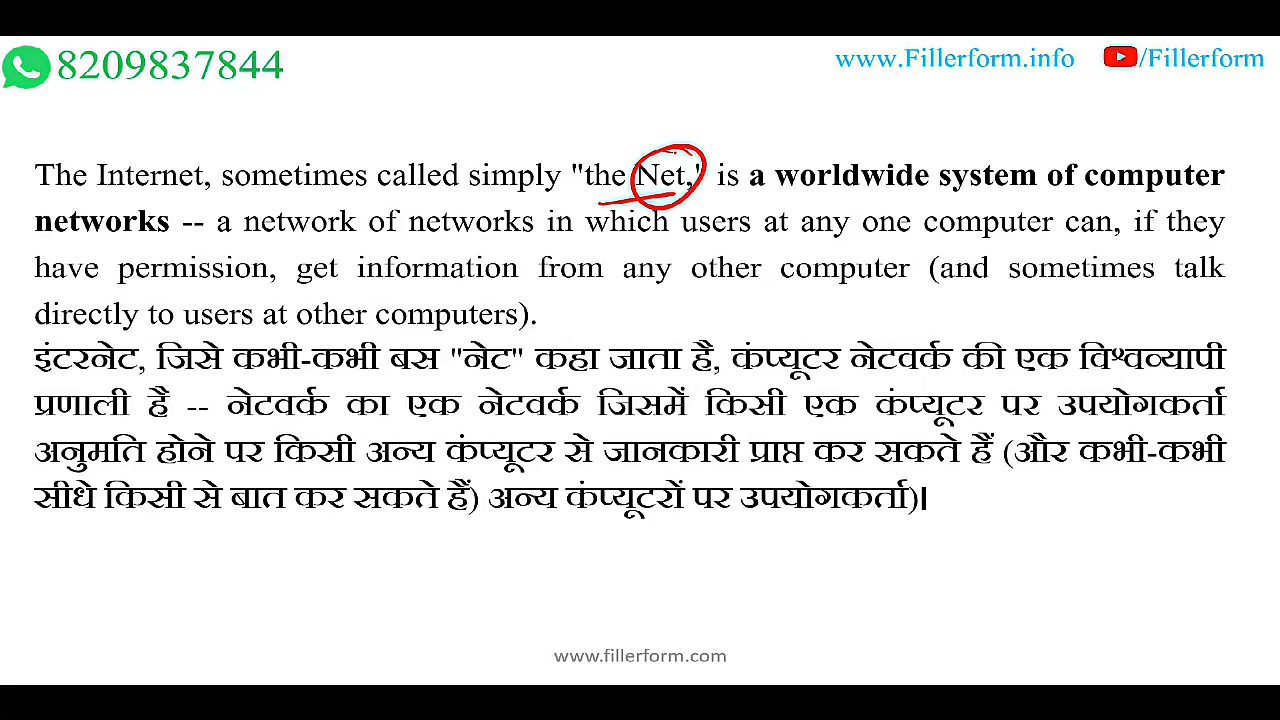 8209837844
www.Fillerform.info
/Fillerform
The Internet, sometimes called simply "the Net," is a worldwide system of computer
networks -- a network of networks in which users at any one computer can, if they
have permission, get information from any other computer (and sometimes talk
directly to users at other computers).
इंटरनेट, जिसे कभी-कभी बस "नेट" कहा जाता है, कंप्यूटर नेटवर्क की एक विश्वव्यापी
प्रणाली है -- नेटवर्क का एक नेटवर्क जिसमें किसी एक कंप्यूटर पर उपयोगकर्ता
अनुमति होने पर किसी अन्य कंप्यूटर से जानकारी प्राप्त कर सकते हैं (और कभी-कभी
सीधे किसी से बात कर सकते हैं) अन्य कंप्यूटरों पर उपयोगकर्ता)।
www.fillerform.com